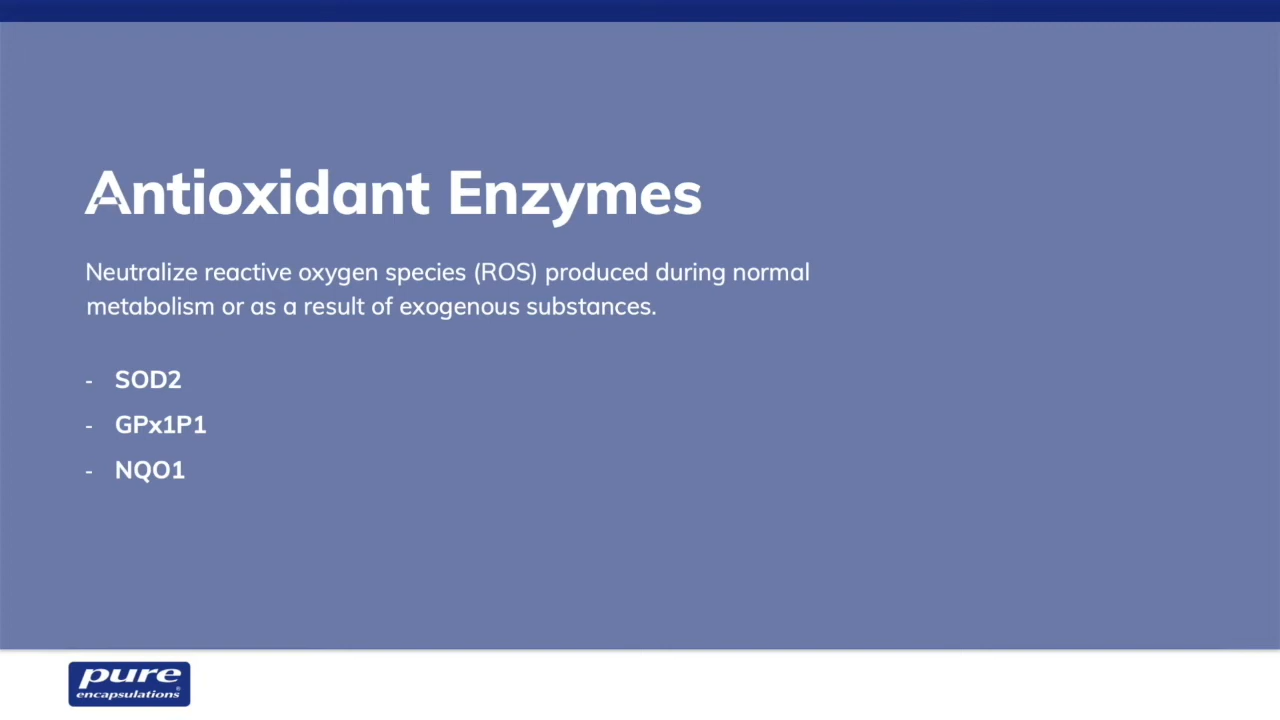 Antioxidant Enzymes
Neutralize reactive oxygen species (ROS) produced during normal
metabolism or as a result of exogenous substances.
- SOD2
- GPx1P1
- NQO1
pure
encapsulations®